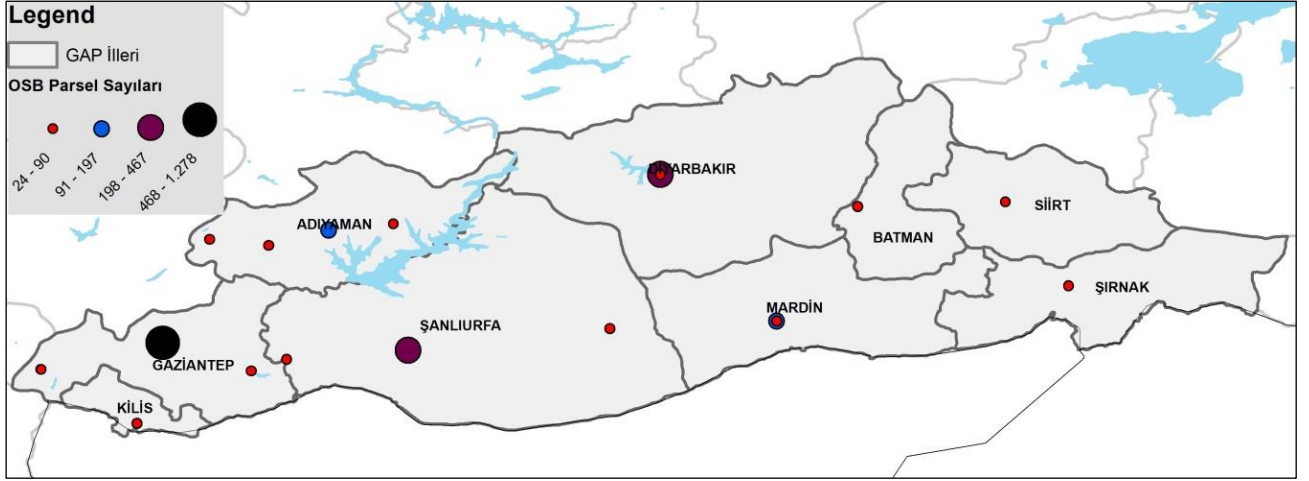 Legend
GAP İlleri
OSB Parsel Sayıları
24 - 90
91 - 197
198 - 467
468 - 1.278
DİYARBAKIR
ADIYAMAN
SİİRT
BATMAN
ŞIRNAK
MARDİN
ŞANLIURFA
GAZİANTEP
KİLİS